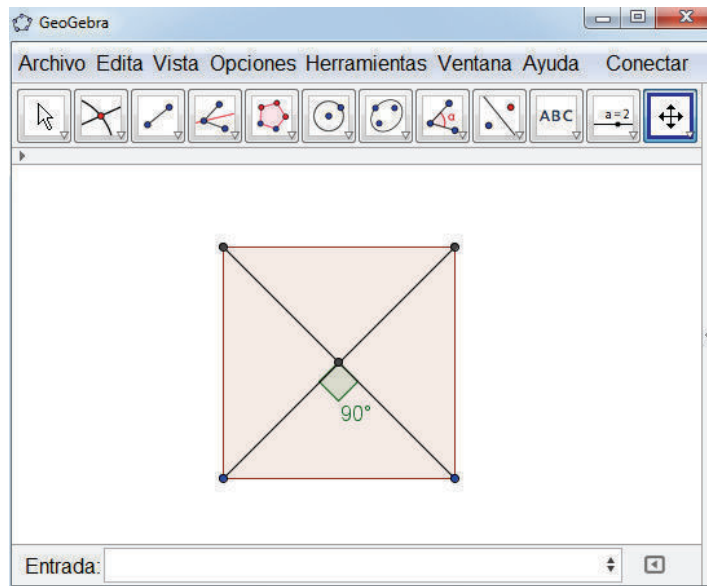 GeoGebra
Archivo Edita Vista Opciones Herramientas Ventana Ayuda Conectar
ABC a=2
α
90°
Entrada: